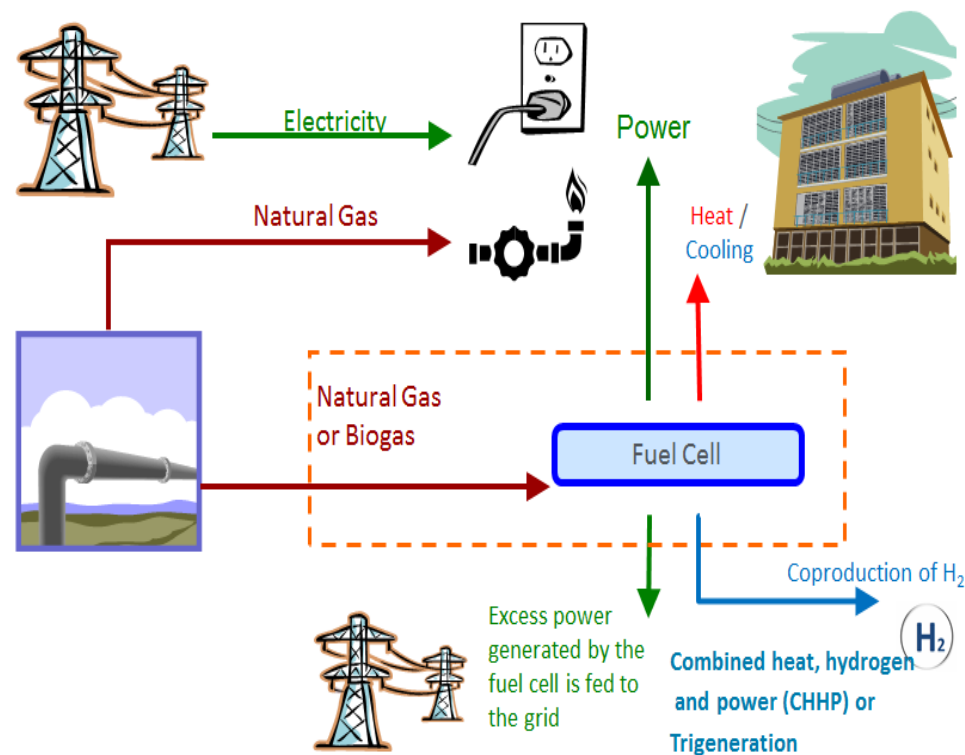 Electricity
Power
Natural Gas
Heat /
Cooling
Natural Gas
or Biogas
Fuel Cell
Coproduction of H₂
Excess power
generated by the
fuel cell is fed to
the grid
H₂
Combined heat, hydrogen
and power (CHHP) or
Trigeneration